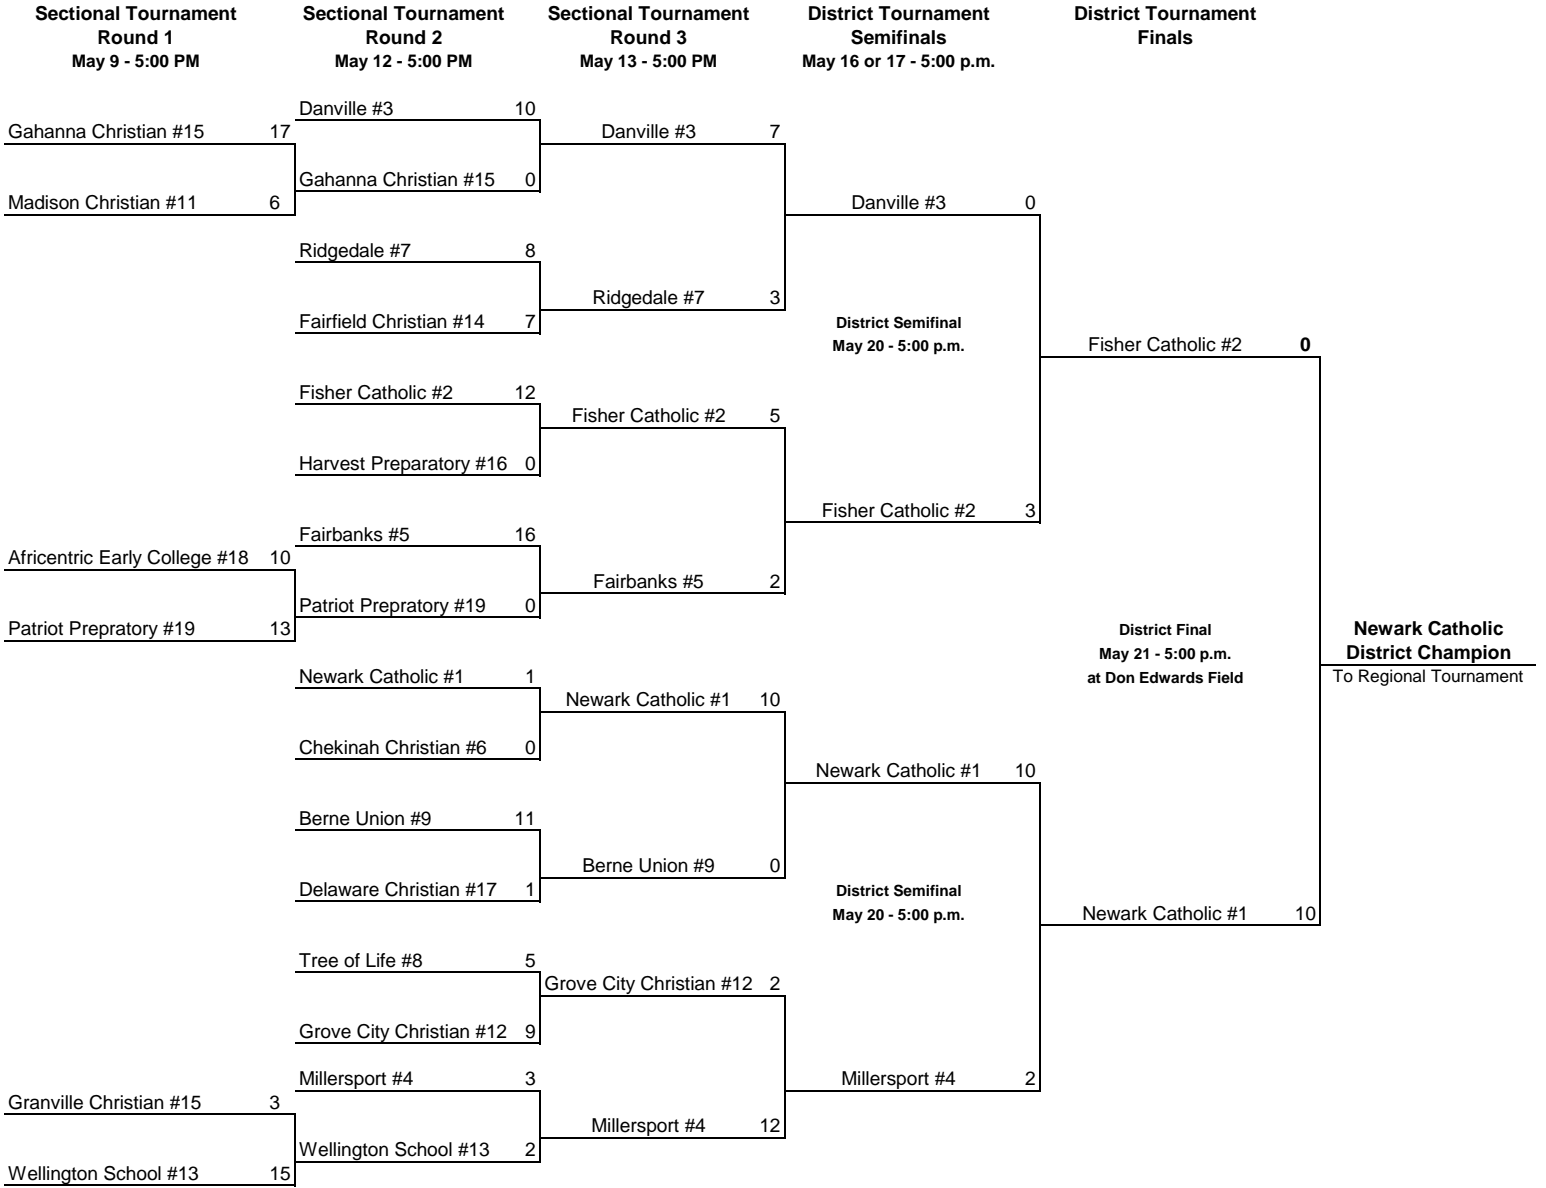 Sectional Tournament
Round 1
May 9 - 5:00 PM
Sectional Tournament
Round 2
May 12 - 5:00 PM
Sectional Tournament
Round 3
May 13 - 5:00 PM
District Tournament
Semifinals
May 16 or 17 - 5:00 p.m.
District Tournament
Finals
Gahanna Christian #15 17
Madison Christian #11 6
Africentric Early College #18 10
Patriot Prepratory #19 13
Granville Christian #15 3
Wellington School #13 15
Danville #3 10
Gahanna Christian #15 0
Ridgedale #7 8
Fairfield Christian #14 7
Fisher Catholic #2 12
Harvest Preparatory #16 0
Fairbanks #5 16
Patriot Prepratory #19 0
Newark Catholic #1 1
Chekinah Christian #6 0
Berne Union #9 11
Delaware Christian #17 1
Tree of Life #8 5
Grove City Christian #12 9
Millersport #4 3
Wellington School #13 2
Danville #3 7
Ridgedale #7 3
Fisher Catholic #2 5
Fairbanks #5 2
Newark Catholic #1 10
Berne Union #9 0
Grove City Christian #12 2
Millersport #4 12
Danville #3 0
District Semifinal
May 20 - 5:00 p.m.
Fisher Catholic #2 3
Newark Catholic #1 10
District Semifinal
May 20 - 5:00 p.m.
Millersport #4 2
Fisher Catholic #2 0
District Final
May 21 - 5:00 p.m.
at Don Edwards Field
Newark Catholic #1 10
Newark Catholic
District Champion
To Regional Tournament